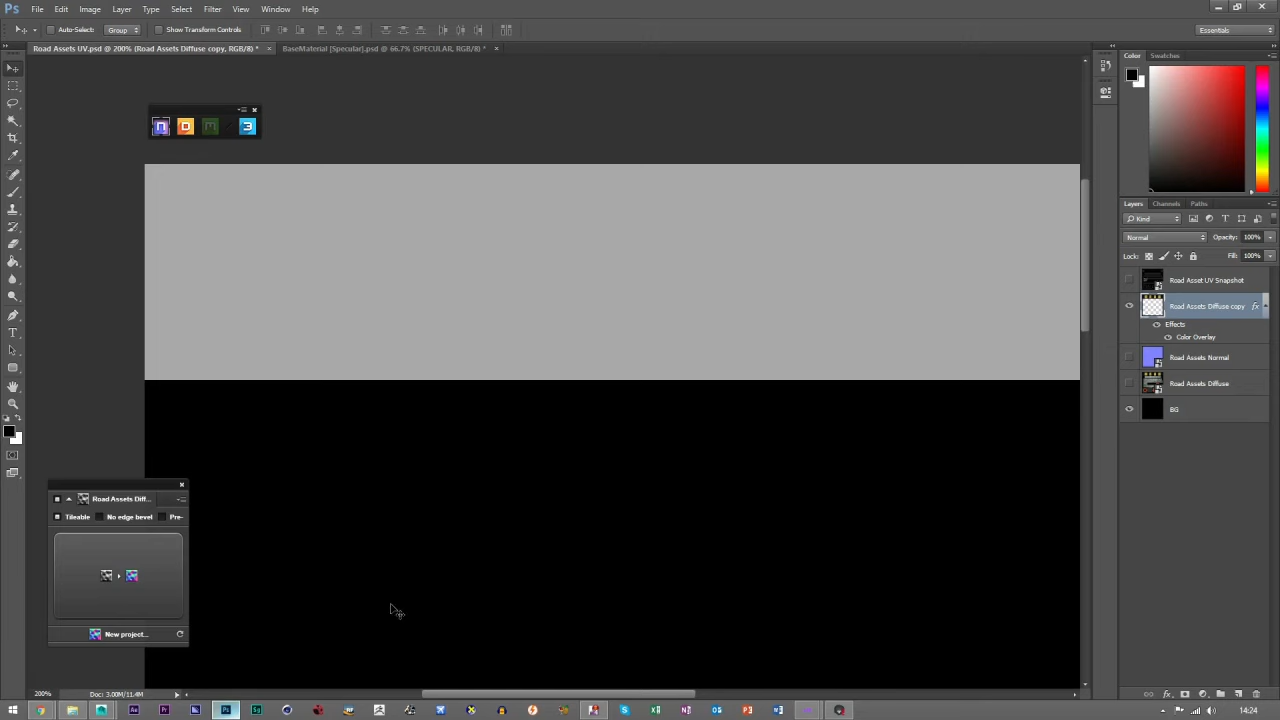 Ps File Edit Image Layer Type Select Filter View Window Help
Auto-Select: Group Show Transform Controls Essentials
Road Assets UV.psd @ 200% (Road Assets Diffuse copy, RGB/8) * × BaseMaterial [Specular].psd @ 66.7% (SPECULAR, RGB/8) * ×
Color Swatches
Layers Channels Paths
Kind
Normal Opacity: 100%
Lock: Fill: 100%
Road Asset UV Snapshot
Road Assets Diffuse copy fx
Effects
Color Overlay
Road Assets Normal
Road Assets Diffuse
BG
Road Assets Diff...
Tileable No edge bevel Pre-
New project...
200% Doc: 3.00M/11.4M
14:24